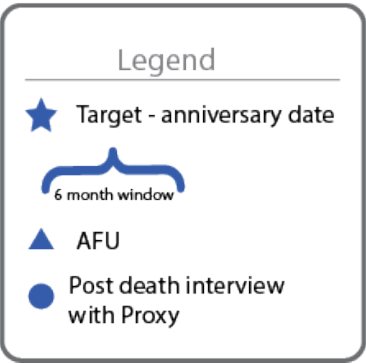 Legend
Target - anniversary date
6 month window
AFU
Post death interview
with Proxy